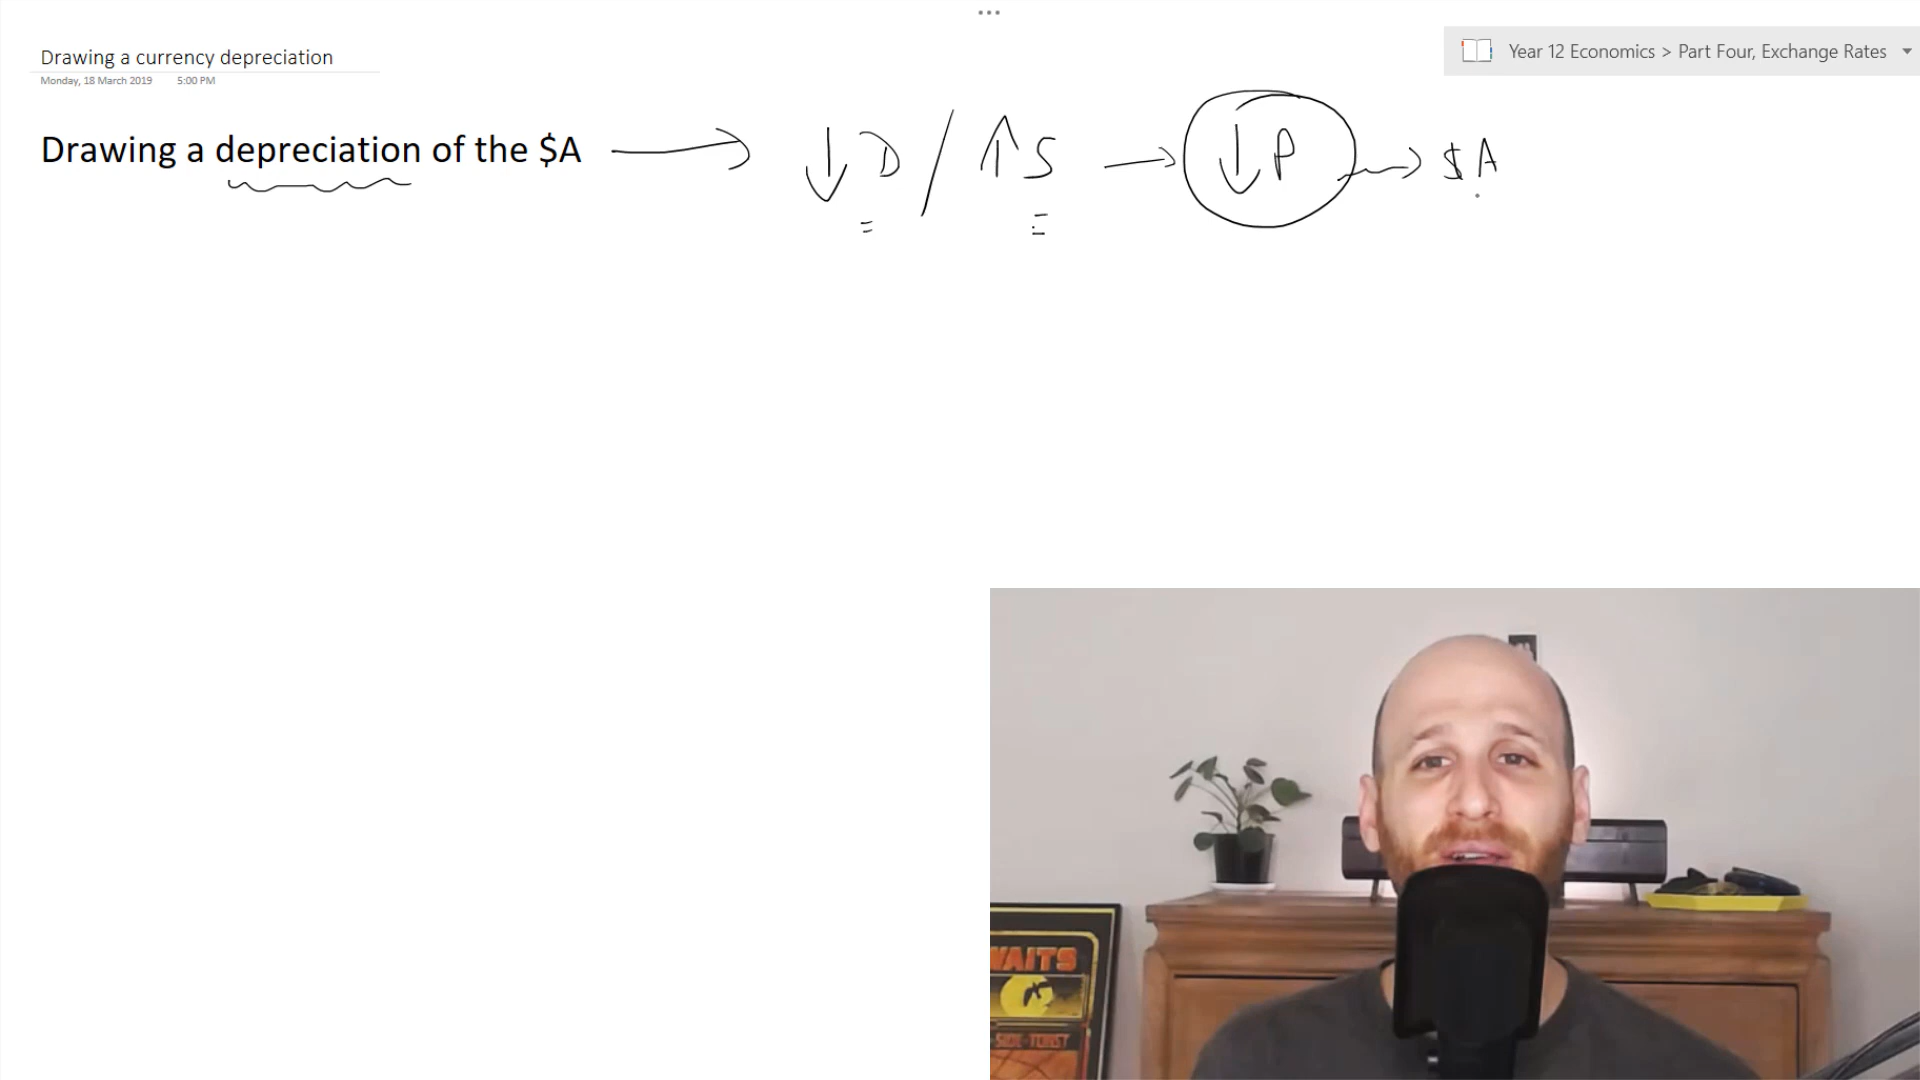 Drawing a currency depreciation
Monday, 18 March 2019 5:00 PM
Year 12 Economics > Part Four, Exchange Rates
Drawing a depreciation of the $A → ↓ D / ↑ S → ↓ P → $ A
WAITS